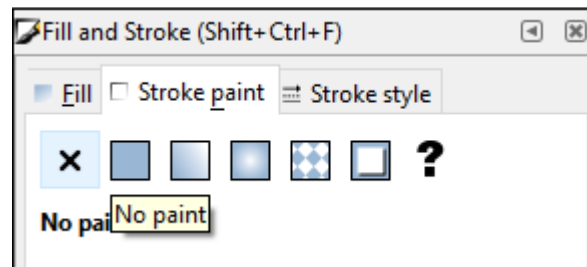 Fill and Stroke (Shift+Ctrl+F)
Fill Stroke paint Stroke style
?
No pai
No paint